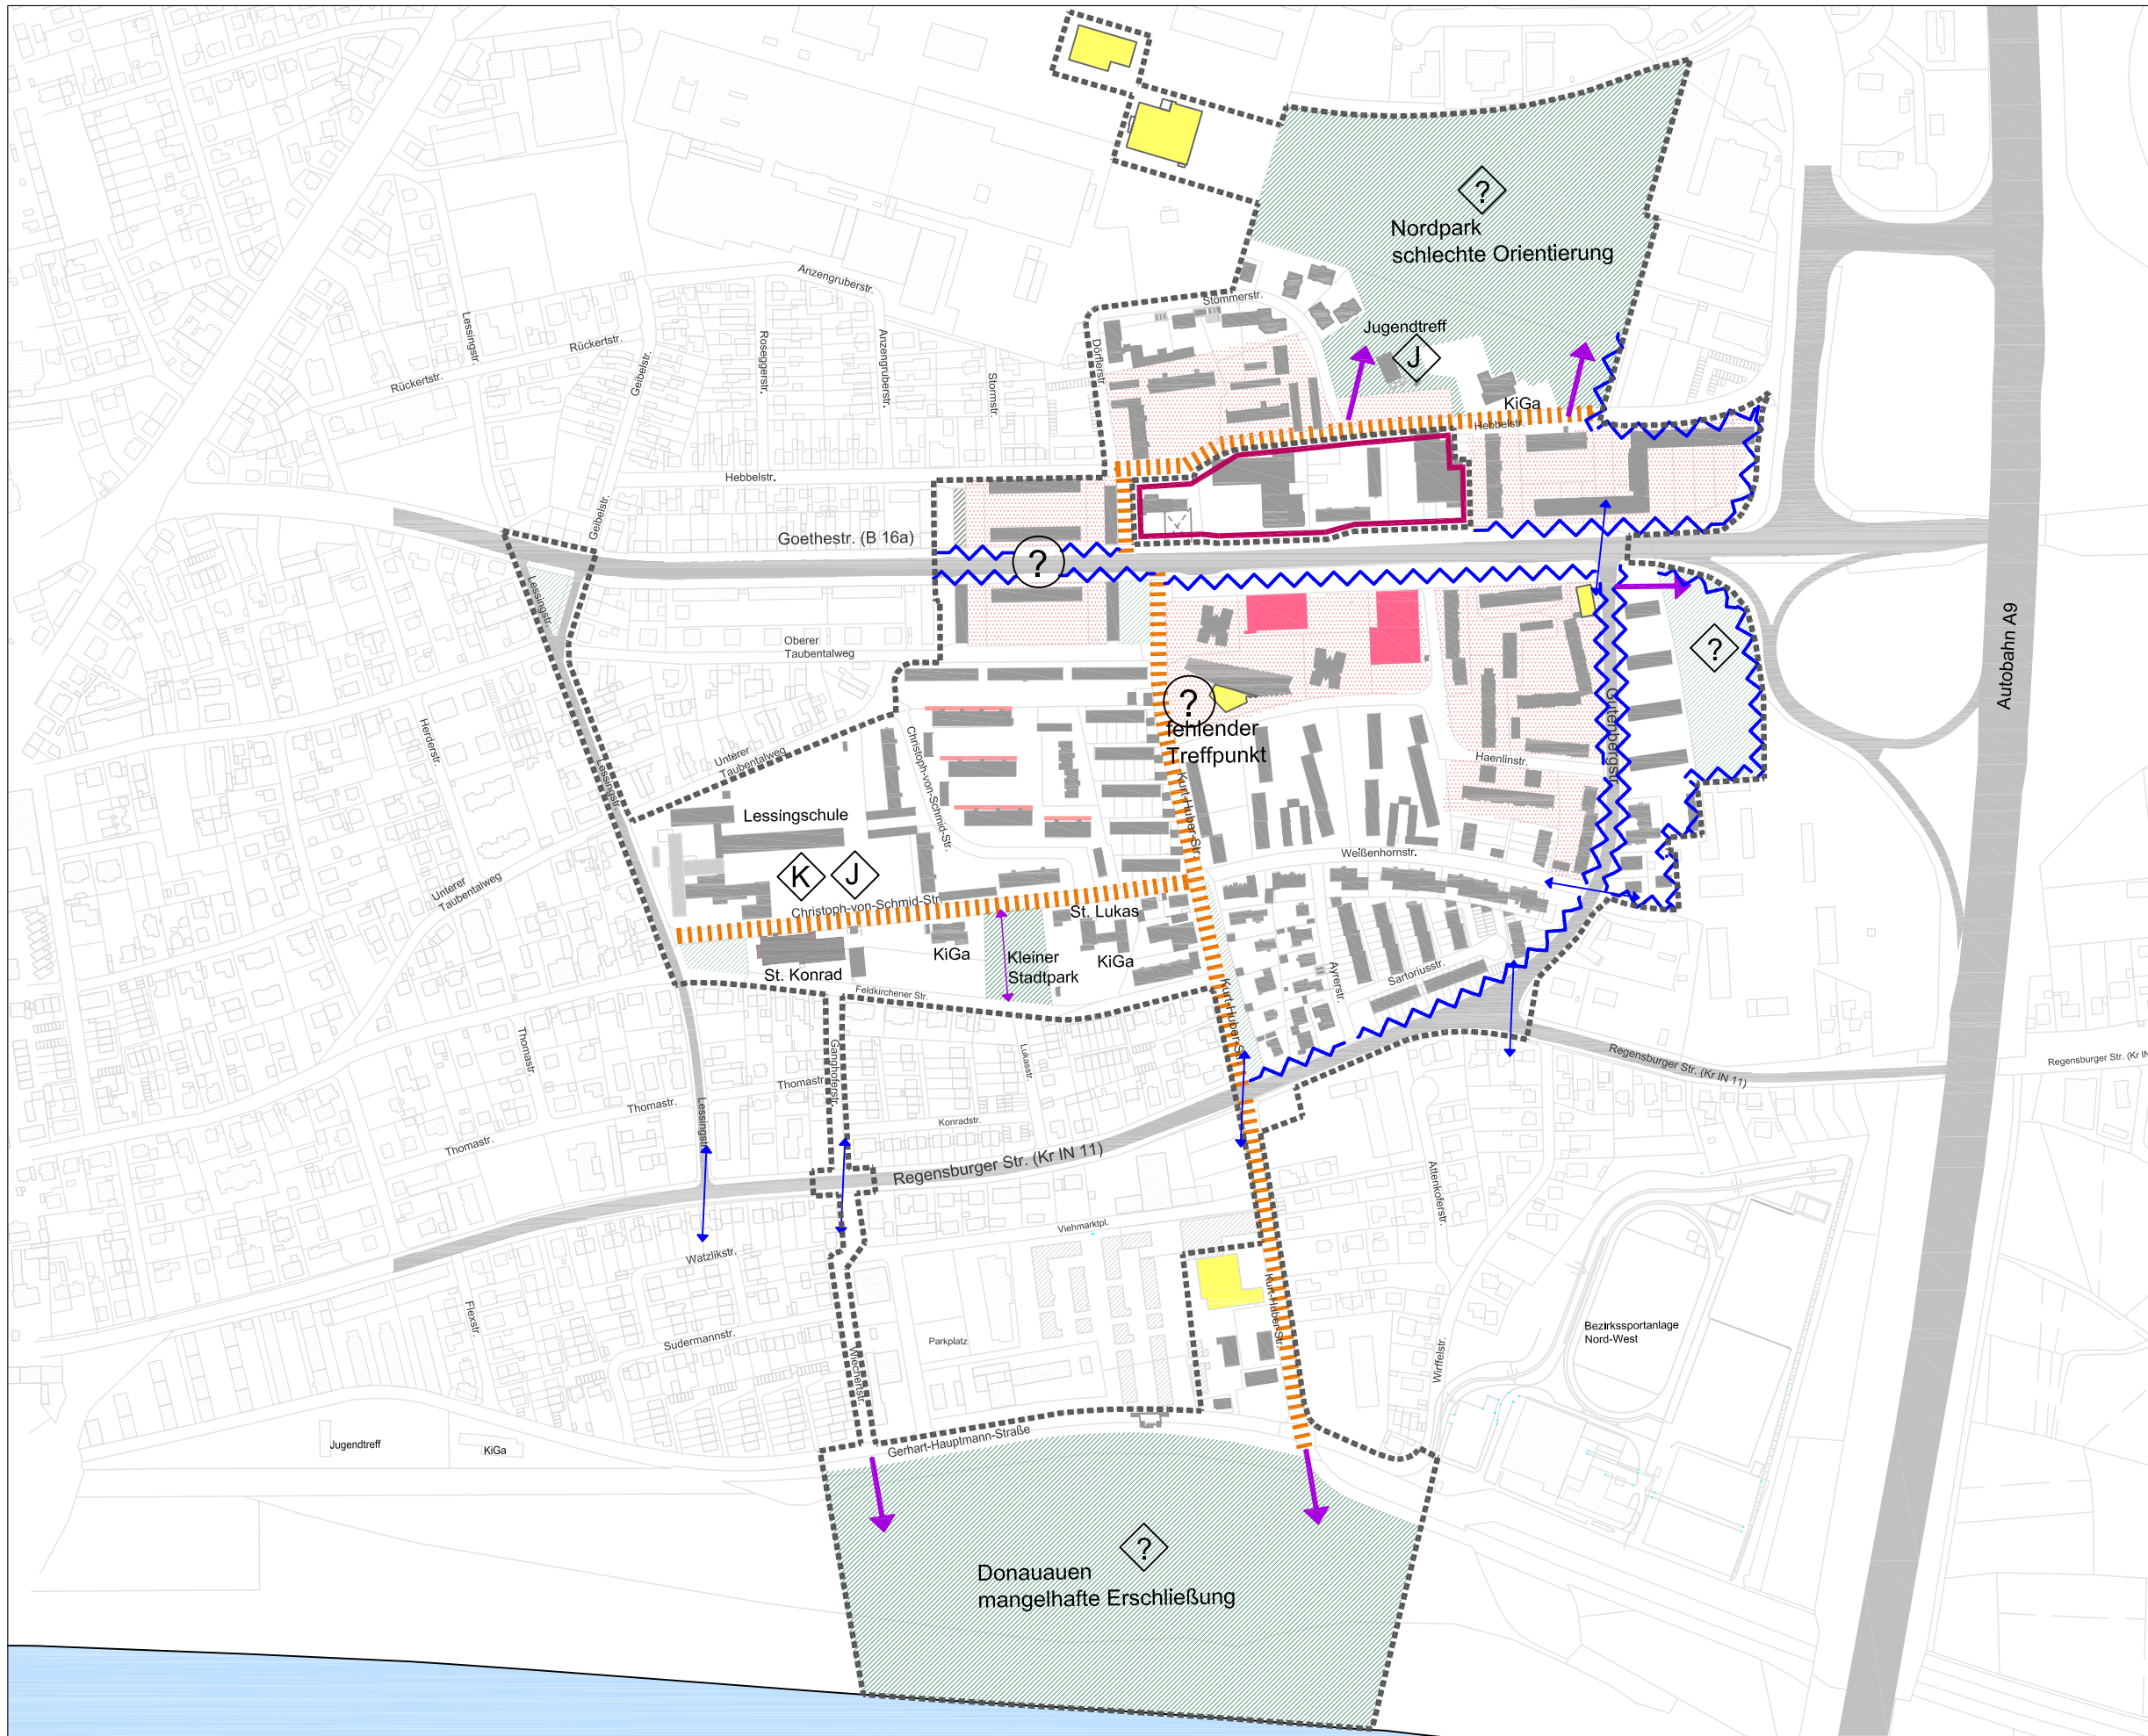 ?
Nordpark
schlechte Orientierung
Anzengruberstr.
Stommerstr.
Jugendtreff
J
Lessingstr.
Rückertstr.
Rückertstr.
Geibelstr.
Rosegerstr.
Anzengruberstr.
Stormstr.
Dörflerstr.
KiGa
Hebbelstr.
Hebbelstr.
Geibelstr.
Goethestr. (B 16a)
?
Lessingstr.
Oberer
Taubentalweg
?
Autobahn A9
?
fehlender
Treffpunkt
Gutenbergstr.
Herderstr.
Unterer
Taubentalweg
Christoph-von-Schmid-Str.
Haenlinstr.
Lessingstr.
Kurt-Huber-Str.
Lessingschule
Weißenhornstr.
K
J
Unterer
Taubentalweg
Christoph-von-Schmid-Str.
St. Lukas
St. Konrad
KiGa
Kleiner
Stadtpark
KiGa
Feldkirchener Str.
Ayrerstr.
Sartoriusstr.
Kurt-Huber-Str.
Thomastr.
Ganghoferstr.
Lukasstr.
Regensburger Str. (Kr IN 11)
Regensburger Str. (Kr IN
Thomastr.
Thomastr.
Lessingstr.
Konradstr.
Thomastr.
Regensburger Str. (Kr IN 11)
Attenkoferstr.
Viehmarktpl.
Watzlikstr.
Kurt-Huber-Str.
Flexstr.
Sudermannstr.
Parkplatz
Bezirkssportanlage
Nord-West
Wirffelstr.
Jugendtreff
KiGa
Gerhart-Hauptmann-Straße
?
Donauauen
mangelhafte Erschließung